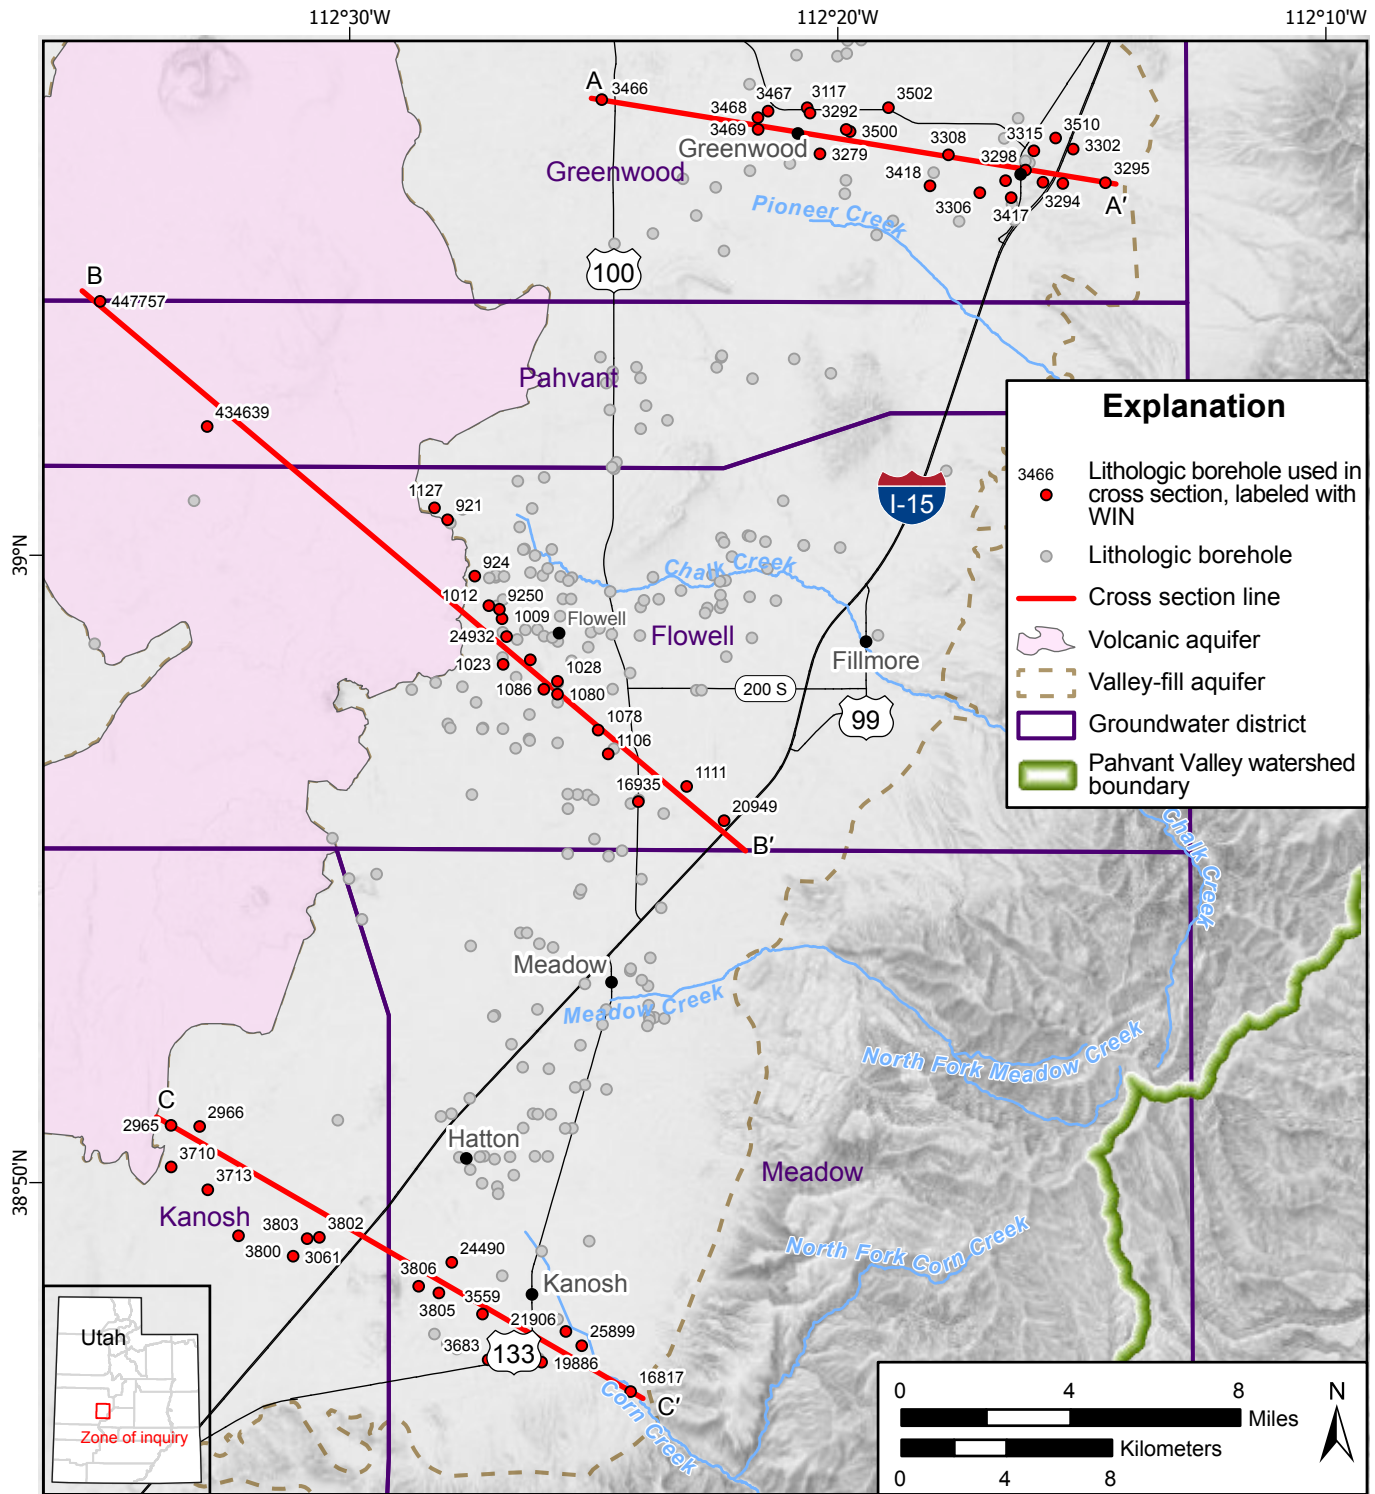 112°30'W
112°20'W
112°10'W
39°N
38°50'N
A
3466
3467
3468
3469
3117
3292
3502
3500
3279
Greenwood
Greenwood
3308
3315
3298
3510
3302
3295
3418
3306
3417
3294
A′
Pioneer Creek
100
B
447757
Pahvant
434639
1127
921
924
1012
9250
1009
24932
1023
Flowell
1028
1086
1080
1078
1106
16935
1111
20949
B′
Chalk Creek
Flowell
Fillmore
200 S
99
I-15
Explanation
3466
Lithologic borehole used in
cross section, labeled with
WIN
Lithologic borehole
Cross section line
Volcanic aquifer
Valley-fill aquifer
Groundwater district
Pahvant Valley watershed
boundary
Chalk Creek
Meadow
Meadow Creek
North Fork Meadow Creek
Hatton
Meadow
C
2965
2966
3710
3713
Kanosh
3803
3802
3800
3061
24490
3806
3805
3559
Kanosh
21906
25899
3683
133
19886
16817
C′
North Fork Corn Creek
Corn Creek
Utah
Zone of inquiry
0
4
8
Miles
Kilometers
0
4
8
N